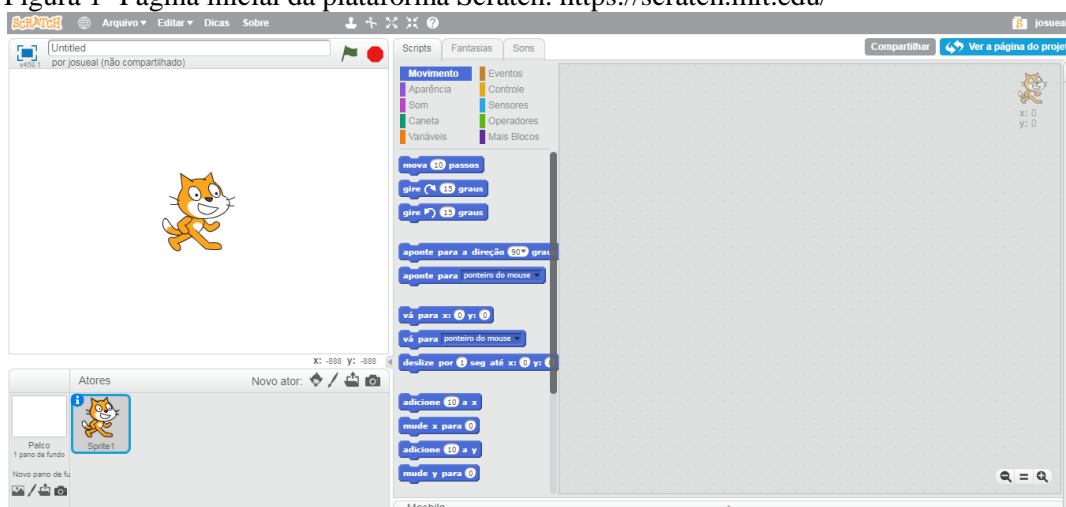 Figura 1- Página inicial da plataforma Scratch. https://scratch.mit.edu/
SCRATCH Arquivo Editar Dicas Sobre josueal
Untitled
v459.1 por josueal (não compartilhado)
Scripts Fantasias Sons
Compartilhar Ver a página do projet
Movimento Eventos
Aparência Controle
Som Sensores
Caneta Operadores
Variáveis Mais Blocos
x: 0
y: 0
mova 10 passos
gire 15 graus
gire 15 graus
aponte para a direção 90 grau
aponte para ponteiro do mouse
vá para x: 0 y: 0
vá para ponteiro do mouse
deslize por 1 seg até x: 0 y: 0
adicione 10 a x
mude x para 0
adicione 10 a y
mude y para 0
x: -888 y: -888
Atores Novo ator:
Palco
1 pano de fundo
Sprite1
Novo pano de fu